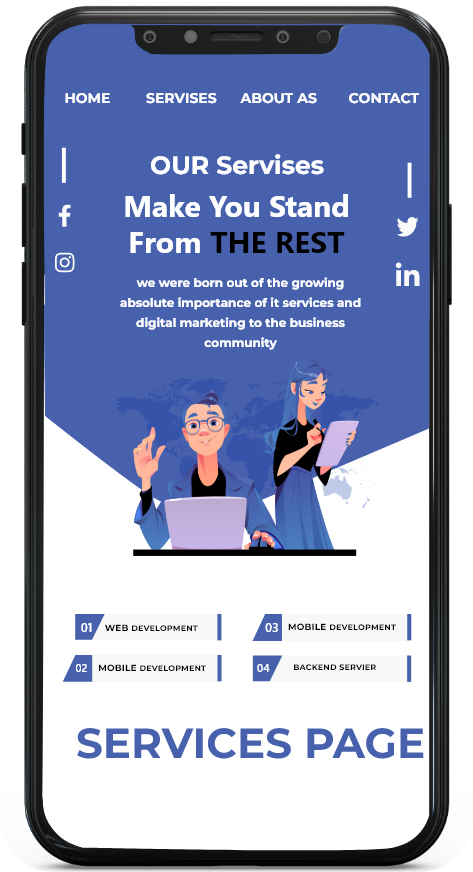 HOME SERVISES ABOUT AS CONTACT
OUR Servises
Make You Stand
From THE REST
we were born out of the growing
absolute importance of it services and
digital marketing to the business
community
01 WEB DEVELOPMENT
03 MOBILE DEVELOPMENT
02 MOBILE DEVELOPMENT
04 BACKEND SERVIER
SERVICES PAGE